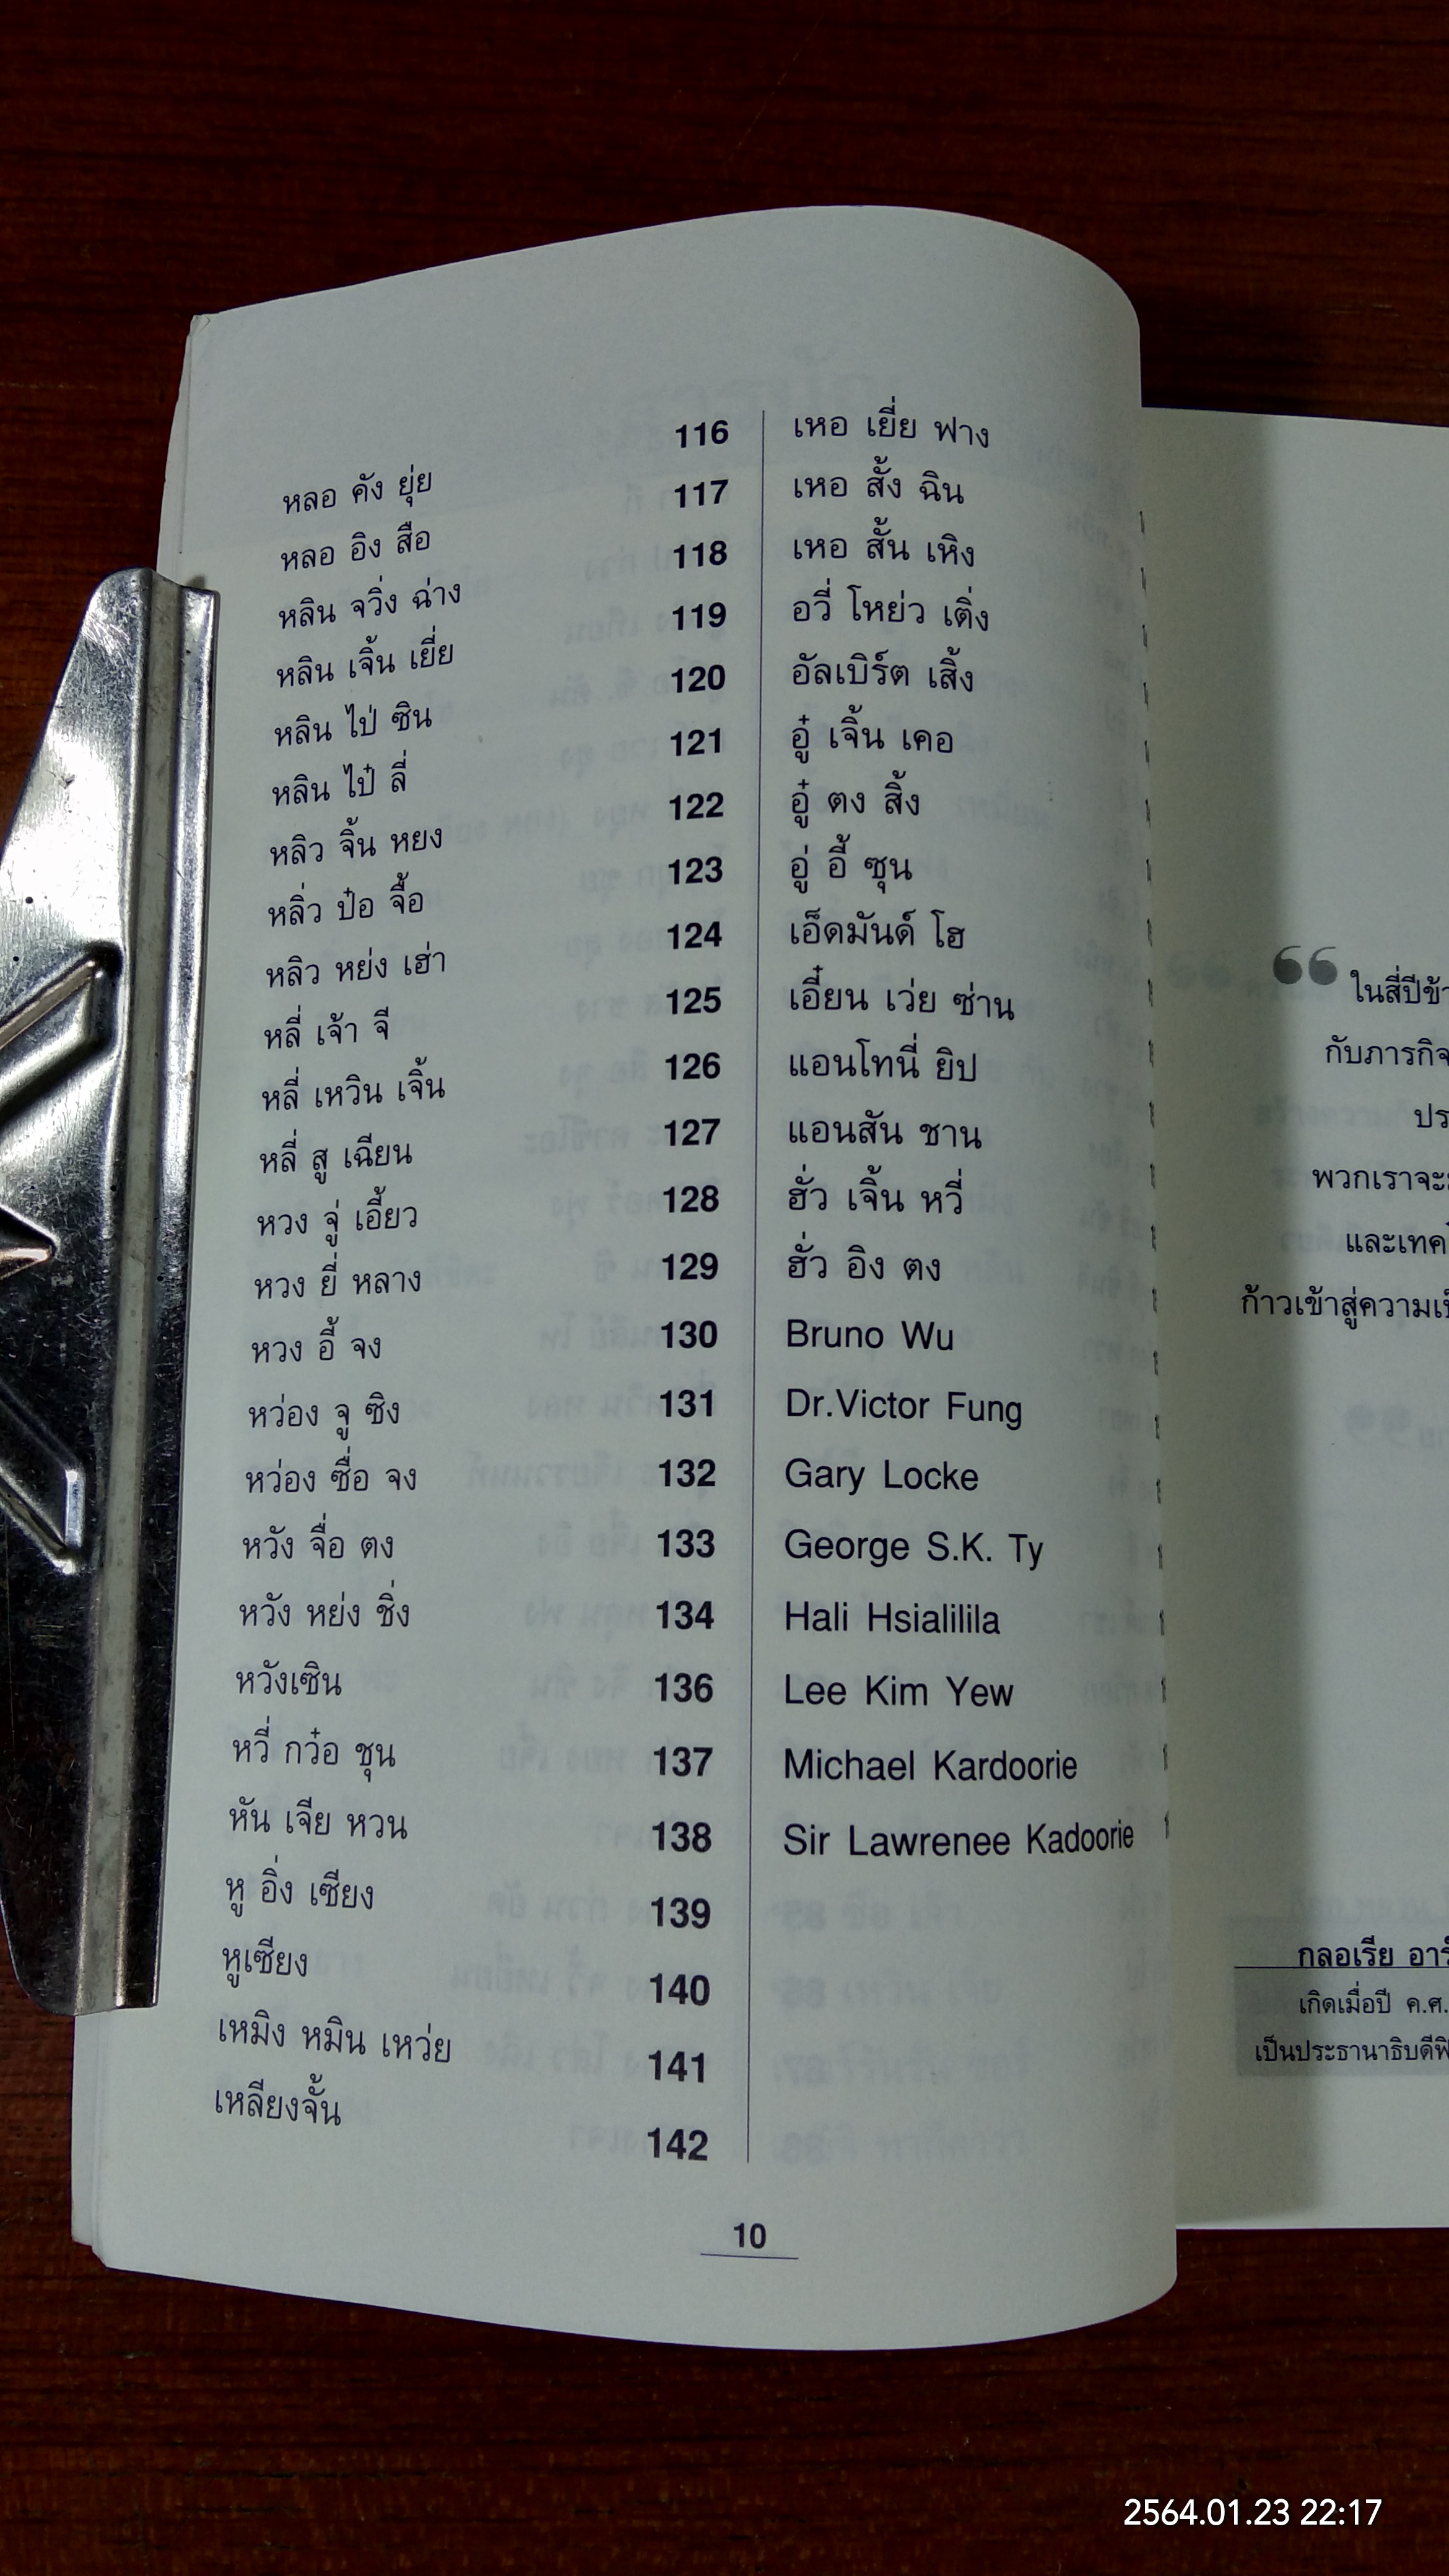 หลอ คัง ยุ่ย 116
หลอ อิง สือ 117
หลิน จวิ่ง ฉ่าง 118
หลิน เจิ้น เยี่ย 119
หลิน ไป่ ซิน 120
หลิน ไป๋ ลี่ 121
หลิว จิ้น หยง 122
หลิ่ว ป๋อ จื้อ 123
หลิว หย่ง เฮ่า 124
หลี่ เจ้า จี 125
หลี่ เหวิน เจิ้น 126
หลี่ สู เฉียน 127
หวง จู่ เอี้ยว 128
หวง ยี่ หลาง 129
หวง อี้ จง 130
หว่อง จู ซิง 131
หว่อง ซื่อ จง 132
หวัง จื่อ ตง 133
หวัง หย่ง ชิ่ง 134
หวังเซิน 136
หวี่ กว๋อ ชุน 137
หัน เจีย หวน 138
หู อิ่ง เซียง 139
หูเซียง 140
เหมิง หมิน เหว่ย 141
เหลียงจั้น 142
เหอ เยี่ย ฟาง
เหอ สั้ง ฉิน
เหอ สั้น เหิง
อวี่ โหย่ว เติ่ง
อัลเบิร์ต เสิ้ง
อู๋ เจิ้น เคอ
อู๋ ตง สิ้ง
อู่ อี้ ซุน
เอ็ดมันด์ โฮ
เอี๋ยน เว่ย ซ่าน
แอนโทนี่ ยิป
แอนสัน ชาน
ฮั่ว เจิ้น หวี่
ฮั่ว อิง ตง
Bruno Wu
Dr.Victor Fung
Gary Locke
George S.K. Ty
Hali Hsialilila
Lee Kim Yew
Michael Kardoorie
Sir Lawrenee Kadoorie
10
“ ในสี่ปีข้า
กับภารกิจ
ปร
พวกเราจะ
และเทค
ก้าวเข้าสู่ความเ
กลอเรีย อาร์
เกิดเมื่อปี ค.ศ.
เป็นประธานาธิบดีฟิ
2564.01.23 22:17